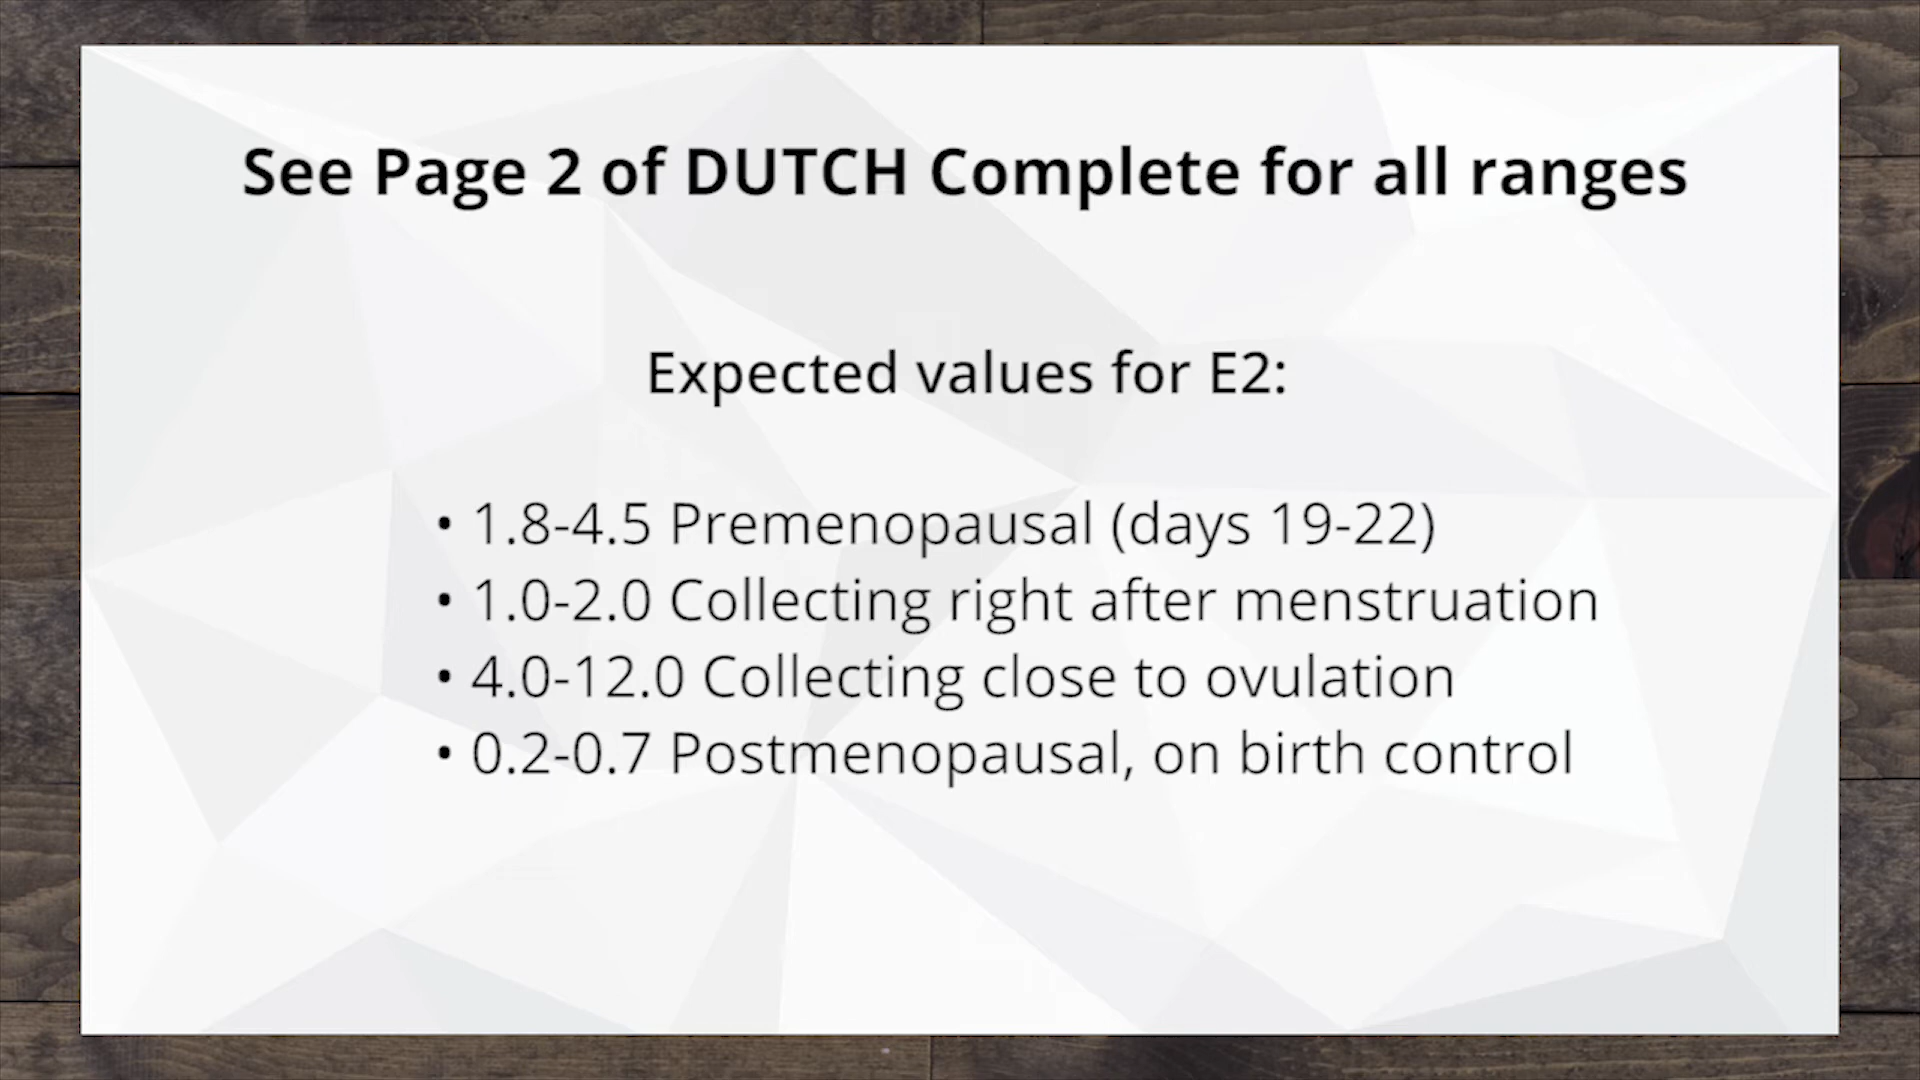 See Page 2 of DUTCH Complete for all ranges
Expected values for E2:
• 1.8-4.5 Premenopausal (days 19-22)
• 1.0-2.0 Collecting right after menstruation
• 4.0-12.0 Collecting close to ovulation
• 0.2-0.7 Postmenopausal, on birth control